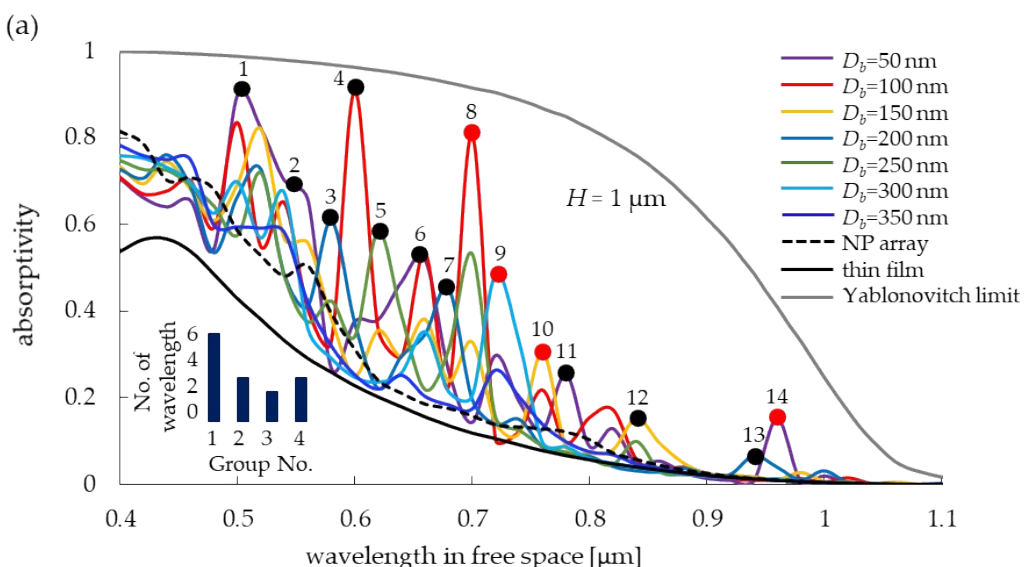 (a)
1
0.8
0.6
0.4
0.2
0
absorptivity
0.4
0.5
0.6
0.7
0.8
0.9
1
1.1
wavelength in free space [μm]
1
2
3
4
5
6
7
8
9
10
11
12
13
14
H = 1 μm
D_b=50 nm
D_b=100 nm
D_b=150 nm
D_b=200 nm
D_b=250 nm
D_b=300 nm
D_b=350 nm
NP array
thin film
Yablonovitch limit
No. of
wavelength
6
4
2
0
1 2 3 4
Group No.